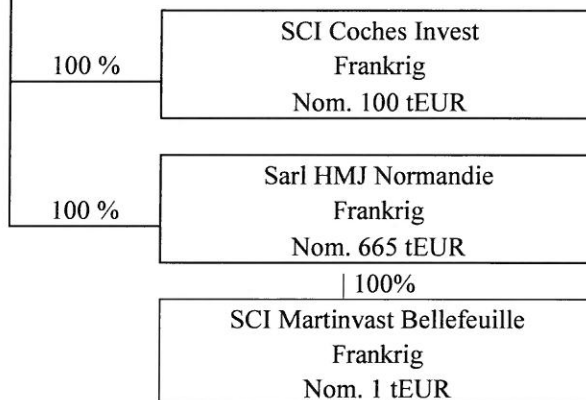 SCI Coches Invest
100 %
Frankrig
Nom. 100 tEUR
Sarl HMJ Normandie
100 %
Frankrig
Nom. 665 tEUR
100%
SCI Martinvast Bellefeuille
Frankrig
Nom. 1 tEUR